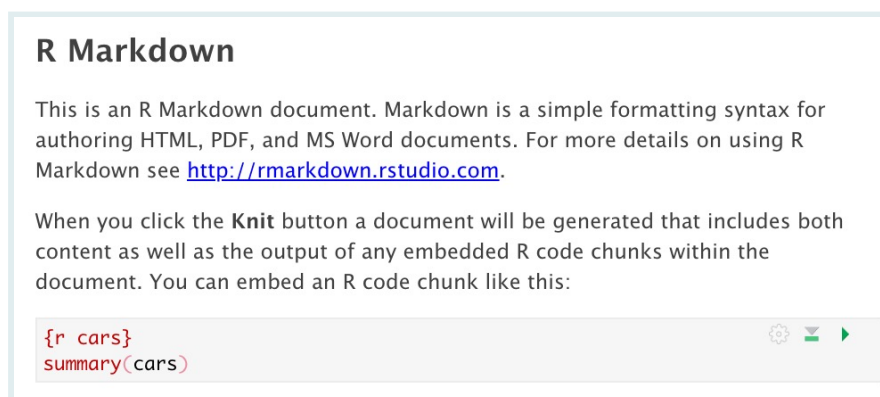 R Markdown
This is an R Markdown document. Markdown is a simple formatting syntax for
authoring HTML, PDF, and MS Word documents. For more details on using R
Markdown see http://rmarkdown.rstudio.com.
When you click the Knit button a document will be generated that includes both
content as well as the output of any embedded R code chunks within the
document. You can embed an R code chunk like this:
{r cars}
summary(cars)